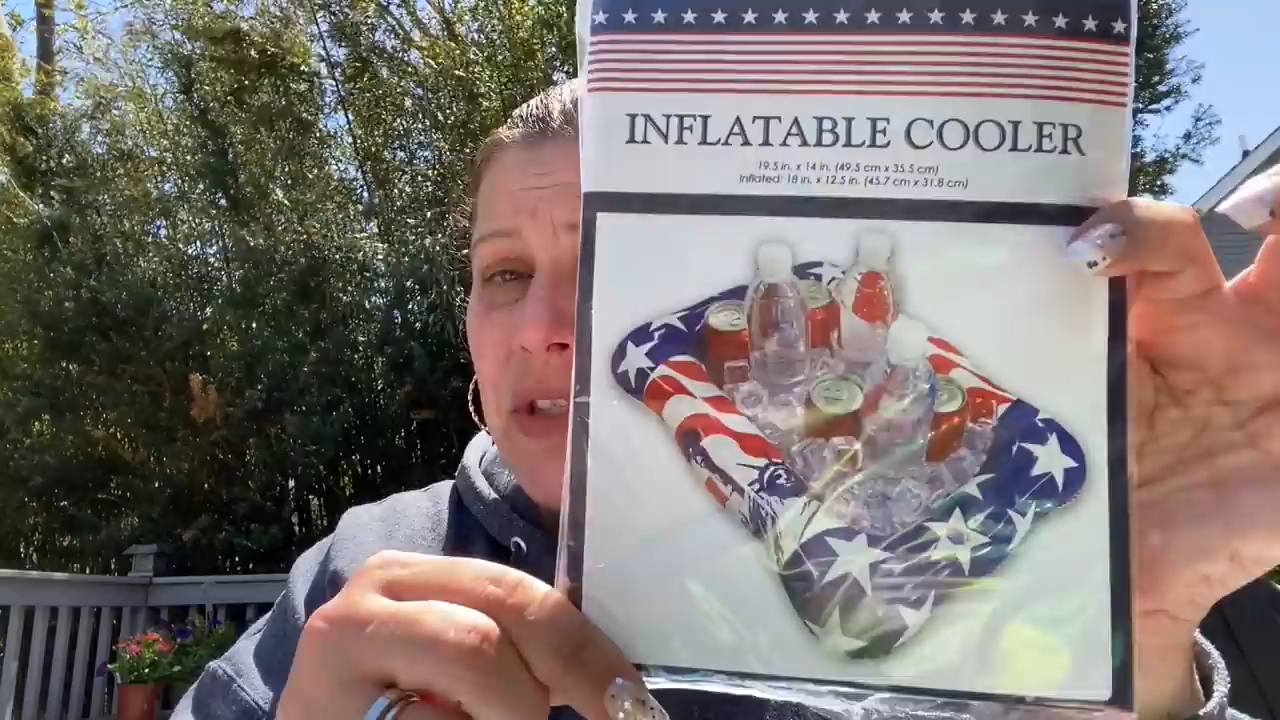 INFLATABLE COOLER
19.5 in. x 14 in. (49.5 cm x 35.5 cm)
Inflated: 18 in. x 12.5 in. (45.7 cm x 31.8 cm)